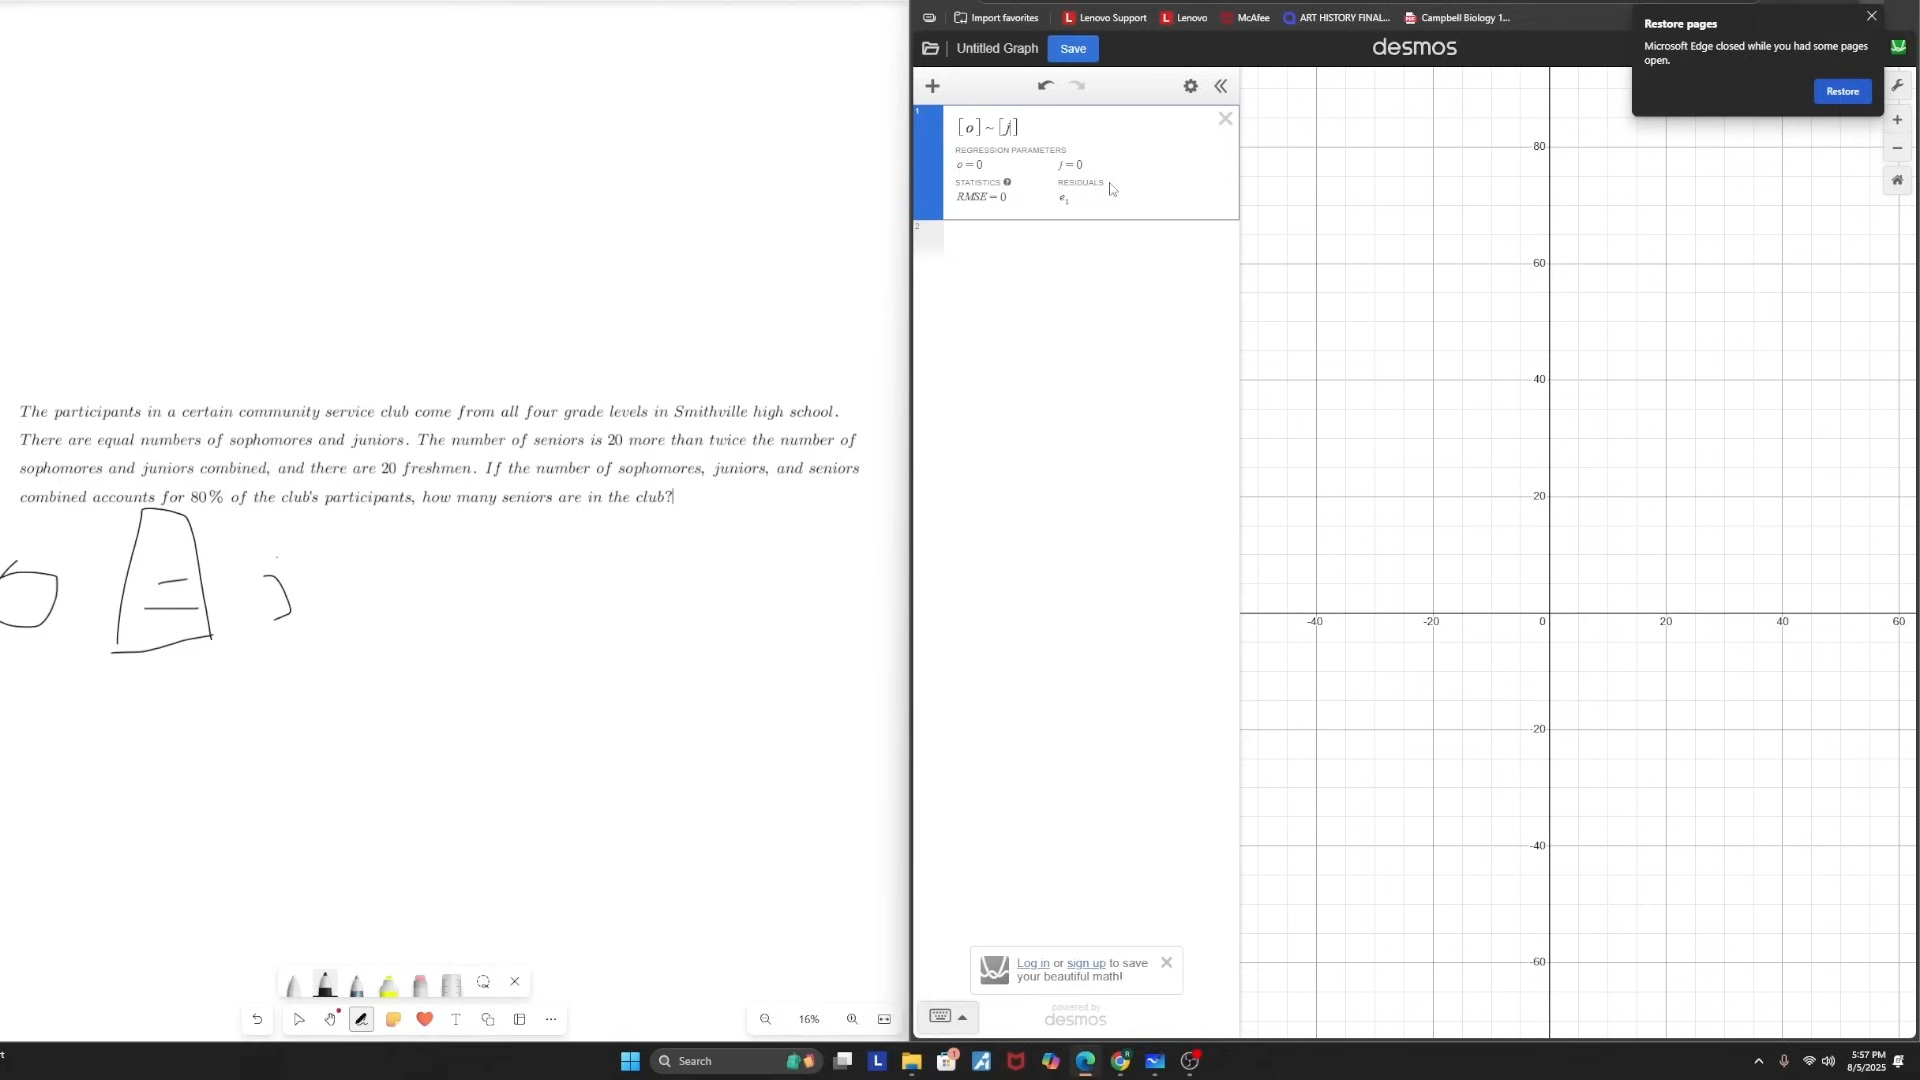 Import favorites
Lenovo Support
Lenovo
McAfee
ART HISTORY FINAL...
Campbell Biology 1...
Restore pages
Microsoft Edge closed while you had some pages
open.
Restore
Untitled Graph
Save
desmos
1
[o] ~ [j]
REGRESSION PARAMETERS
o = 0 j = 0
STATISTICS RESIDUALS
RMSE = 0 e₁
2
The participants in a certain community service club come from all four grade levels in Smithville high school.
There are equal numbers of sophomores and juniors. The number of seniors is 20 more than twice the number of
sophomores and juniors combined, and there are 20 freshmen. If the number of sophomores, juniors, and seniors
combined accounts for 80% of the club's participants, how many seniors are in the club?
o = j
80
60
40
20
-40 -20 0 20 40 60
-20
-40
-60
Log in or sign up to save
your beautiful math!
powered by
desmos
16%
Search
5:57 PM
8/5/2025